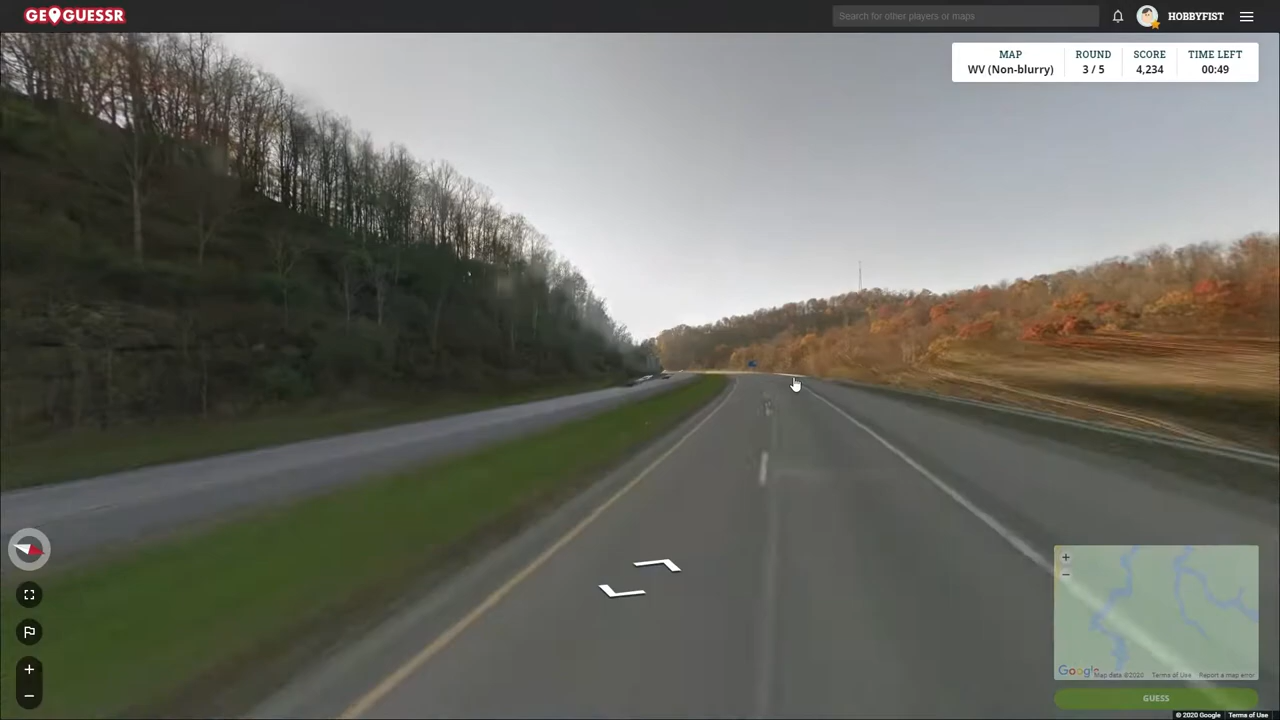 GEOGUESSR
Search for other players or maps
HOBBYFIST
MAP ROUND SCORE TIME LEFT
WV (Non-blurry) 3 / 5 4,234 00:49
+
−
+
−
Google Map data ©2020 Terms of Use Report a map error
GUESS
© 2020 Google Terms of Use